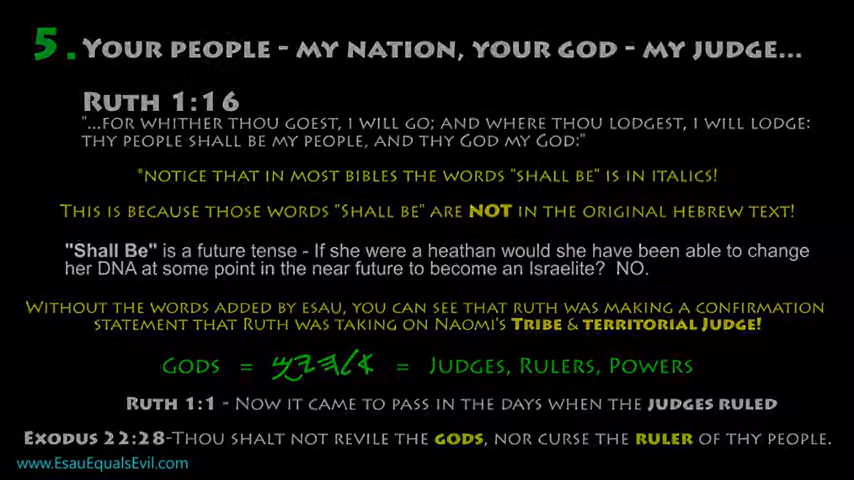 5. Your people - my nation, your God - my judge...
Ruth 1:16
"...for whither thou goest, I will go; and where thou lodgest, I will lodge:
thy people shall be my people, and thy God my God:"
*Notice that in most bibles the words "shall be" is in italics!
This is because those words "Shall be" are NOT in the original Hebrew text!
"Shall Be" is a future tense - If she were a heathan would she have been able to change
her DNA at some point in the near future to become an Israelite?  NO.
Without the words added by esau, you can see that ruth was making a confirmation
statement that Ruth was taking on Naomi's Tribe & territorial Judge!
Gods = = Judges, Rulers, Powers
Ruth 1:1 - Now it came to pass in the days when the judges ruled
Exodus 22:28-Thou shalt not revile the gods, nor curse the ruler of thy people.
www.EsauEqualsEvil.com